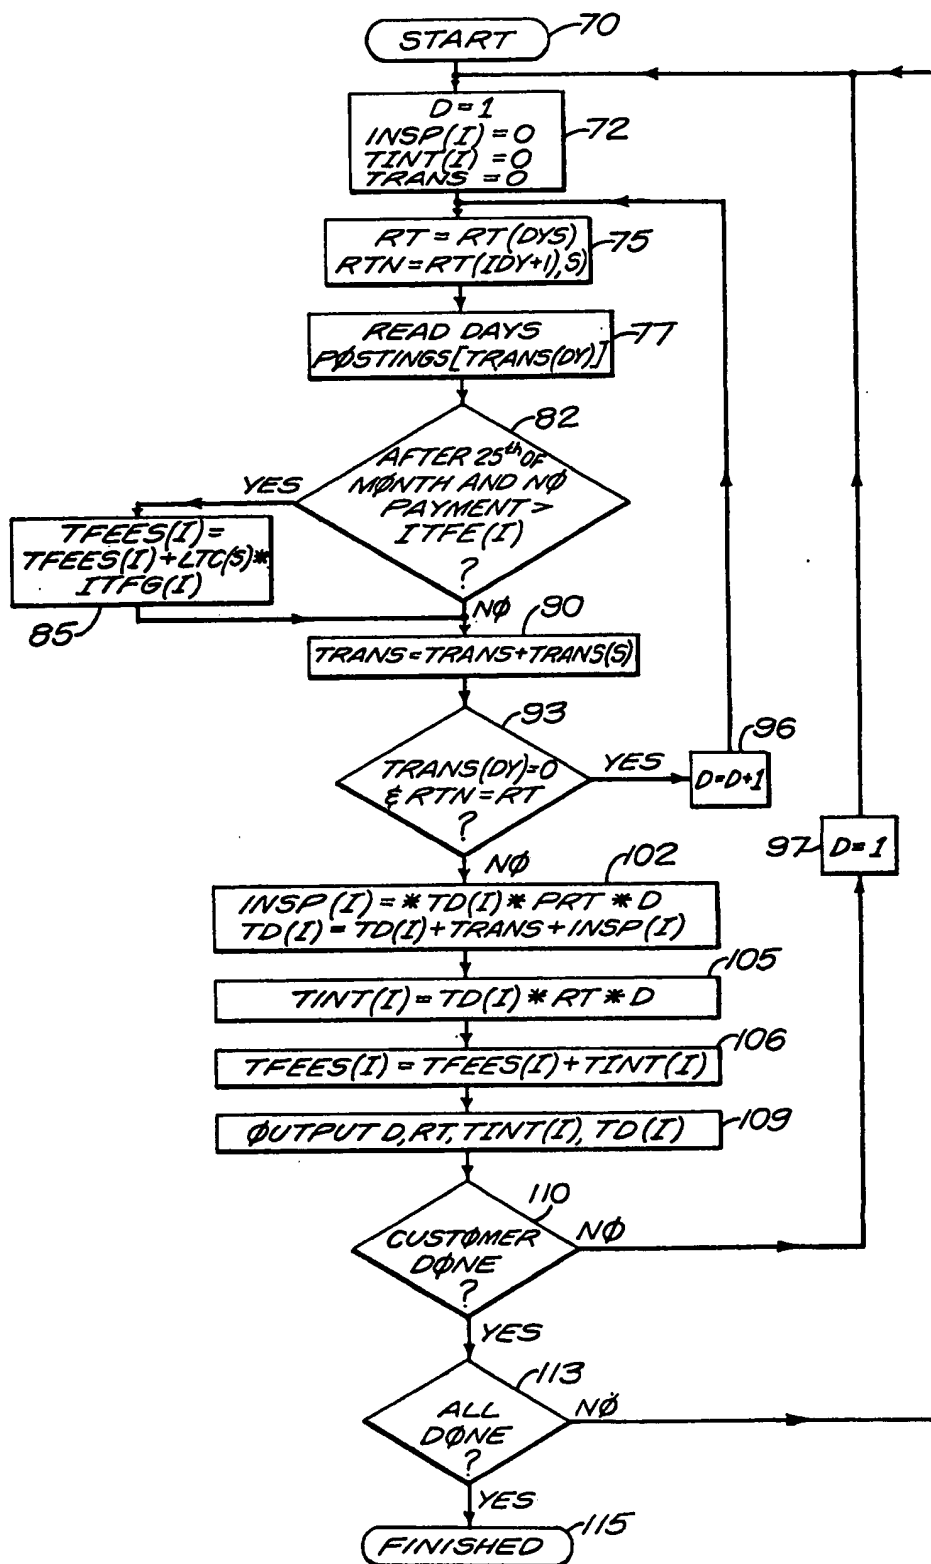 START
70
D=1
INSP(I)=0
TINT(I)=0
TRANS=0
72
RT=RT(DYS)
RTN=RT(IDY+1),S)
75
READ DAYS
PØSTINGS[TRANS(DY)]
77
82
AFTER 25th OF
MØNTH AND NØ
PAYMENT>
ITFE(I)
?
YES
TFEES(I)=
TFEES(I)+LTC(S)*
ITFG(I)
85
NØ
90
TRANS=TRANS+TRANS(S)
93
TRANS(DY)=0
& RTN=RT
?
YES
96
D=D+1
97
D=1
NØ
102
INSP(I)=*TD(I)*PRT*D
TD(I)=TD(I)+TRANS+INSP(I)
105
TINT(I)=TD(I)*RT*D
106
TFEES(I)=TFEES(I)+TINT(I)
ØUTPUT D,RT,TINT(I),TD(I)
109
110
CUSTØMER
DØNE
?
NØ
YES
113
ALL
DØNE
?
NØ
YES
FINISHED
115